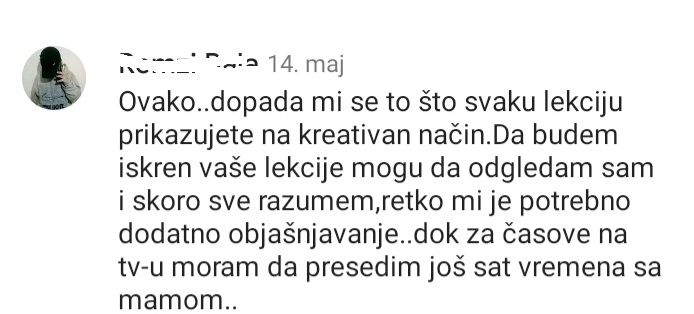 14. maj
Ovako..dopada mi se to što svaku lekciju
prikazujete na kreativan način.Da budem
iskren vaše lekcije mogu da odgledam sam
i skoro sve razumem,retko mi je potrebno
dodatno objašnjavanje..dok za časove na
tv-u moram da presedim još sat vremena sa
mamom..